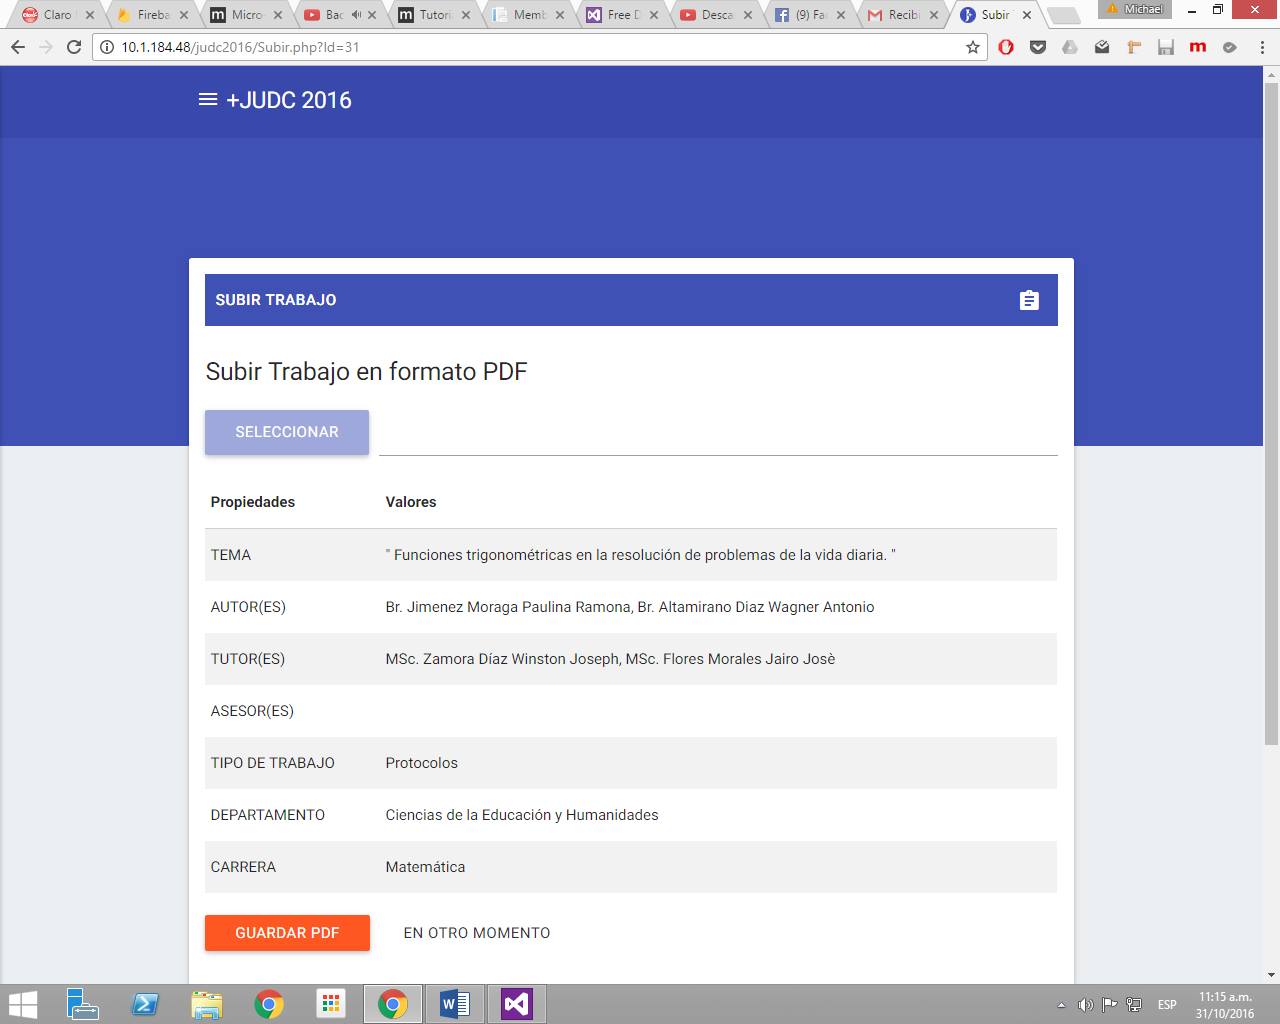 Claro
Fireba
Micro
Bac
Tutori
Memb
Free D
Desca
(9) Fa
Recibi
Subir
Michael
10.1.184.48/judc2016/Subir.php?Id=31
+JUDC 2016
SUBIR TRABAJO
Subir Trabajo en formato PDF
SELECCIONAR
Propiedades Valores
TEMA " Funciones trigonométricas en la resolución de problemas de la vida diaria. "
AUTOR(ES) Br. Jimenez Moraga Paulina Ramona, Br. Altamirano Diaz Wagner Antonio
TUTOR(ES) MSc. Zamora Díaz Winston Joseph, MSc. Flores Morales Jairo Josè
ASESOR(ES)
TIPO DE TRABAJO Protocolos
DEPARTAMENTO Ciencias de la Educación y Humanidades
CARRERA Matemática
GUARDAR PDF EN OTRO MOMENTO
ESP
11:15 a.m.
31/10/2016